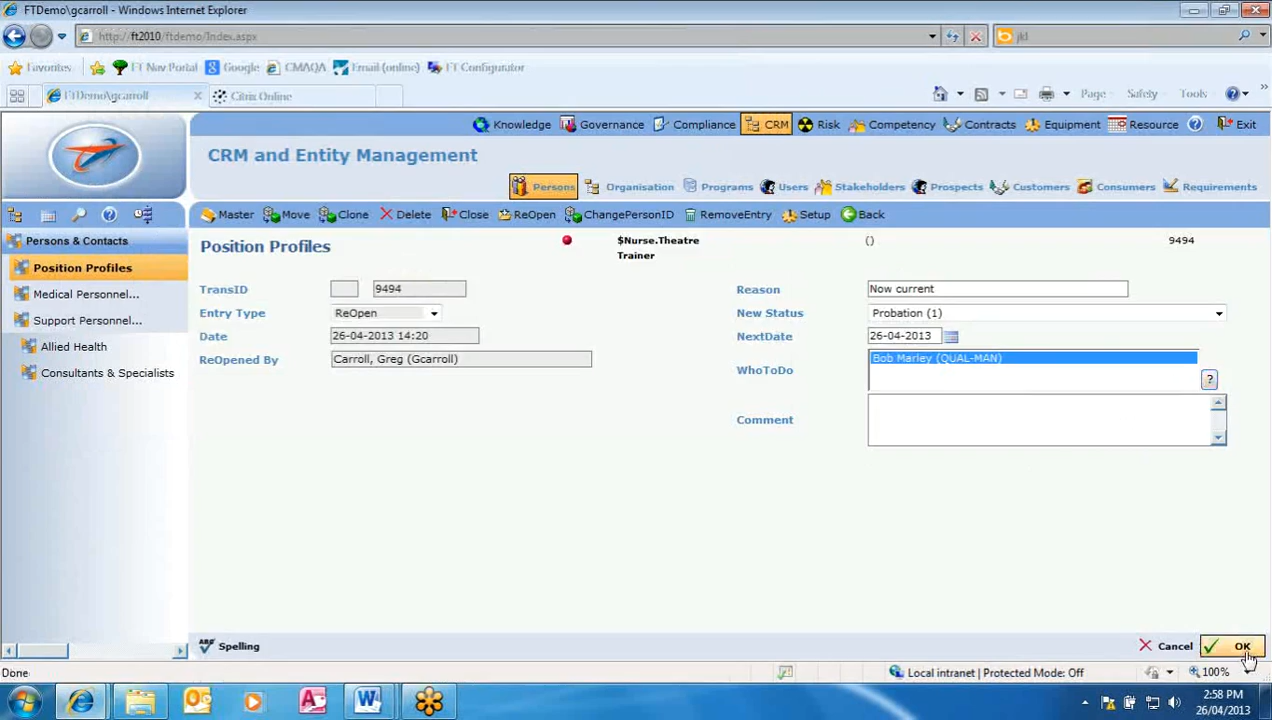 FTDemo\gcarroll - Windows Internet Explorer
http://ft2010/ftdemo/Index.aspx
jkl
Favorites FT Nav Portal Google CMAQA Email (online) FT Configurator
FTDemo\gcarroll Citrix Online Page Safety Tools
Knowledge Governance Compliance CRM Risk Competency Contracts Equipment Resource Exit
CRM and Entity Management
Persons Organisation Programs Users Stakeholders Prospects Customers Consumers Requirements
Master Move Clone Delete Close ReOpen ChangePersonID RemoveEntry Setup Back
Persons & Contacts
Position Profiles
Medical Personnel...
Support Personnel...
Allied Health
Consultants & Specialists
Position Profiles $Nurse.Theatre () 9494
Trainer
TransID 9494
Entry Type ReOpen
Date 26-04-2013 14:20
ReOpened By Carroll, Greg (Gcarroll)
Reason Now current
New Status Probation (1)
NextDate 26-04-2013
WhoToDo Bob Marley (QUAL-MAN)
?
Comment
ABC Spelling Cancel OK
Done Local intranet | Protected Mode: Off 100%
2:58 PM
26/04/2013